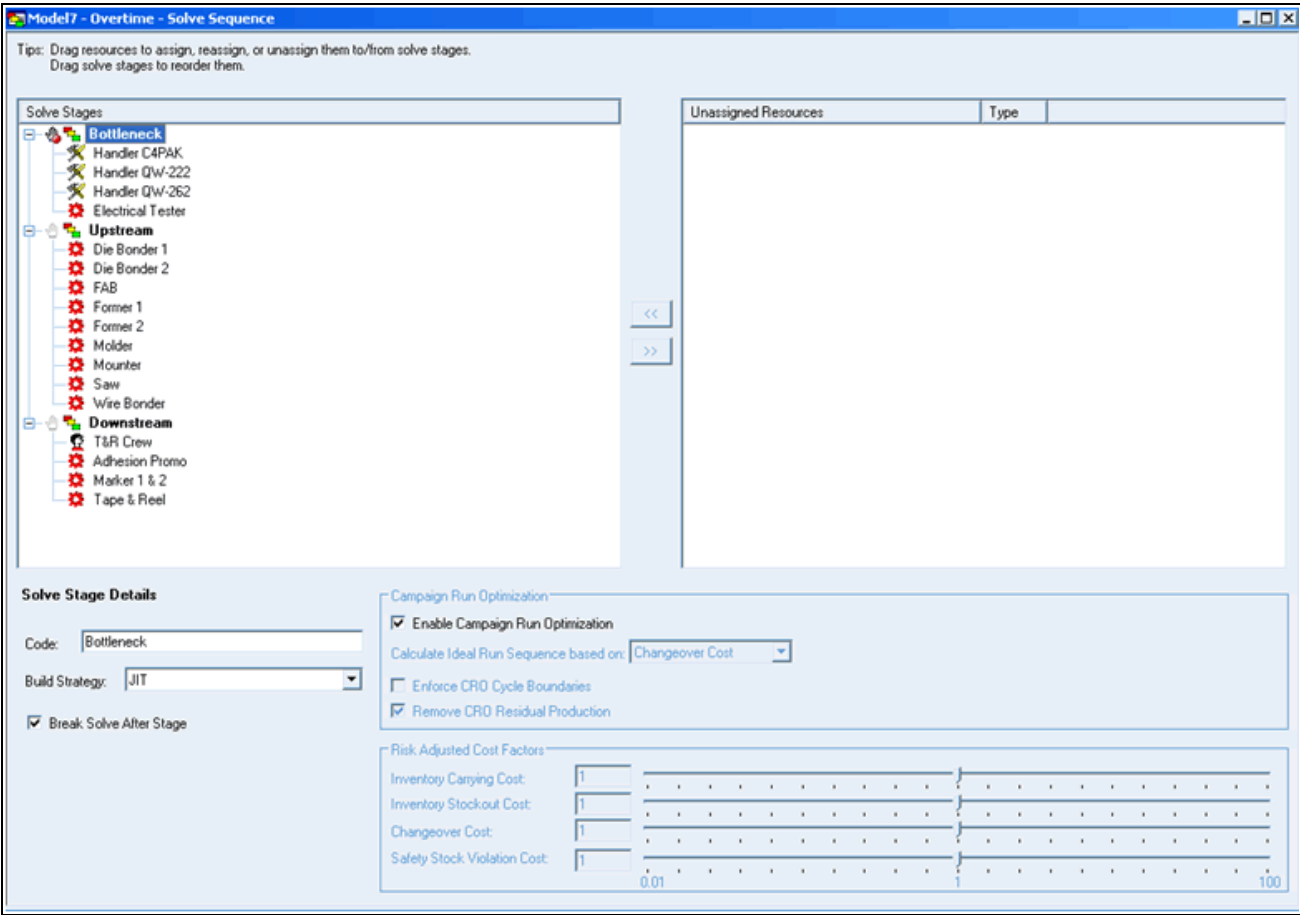 Model7 - Overtime - Solve Sequence
Tips: Drag resources to assign, reassign, or unassign them to/from solve stages.
Drag solve stages to reorder them.
Solve Stages
Bottleneck
Handler C4PAK
Handler QW-222
Handler QW-262
Electrical Tester
Upstream
Die Bonder 1
Die Bonder 2
FAB
Former 1
Former 2
Molder
Mounter
Saw
Wire Bonder
Downstream
T&R Crew
Adhesion Promo
Marker 1 & 2
Tape & Reel
<<
>>
Unassigned Resources Type
Solve Stage Details
Code: Bottleneck
Build Strategy: JIT
Break Solve After Stage
Campaign Run Optimization
Enable Campaign Run Optimization
Calculate Ideal Run Sequence based on: Changeover Cost
Enforce CRO Cycle Boundaries
Remove CRO Residual Production
Risk Adjusted Cost Factors
Inventory Carrying Cost: 1
Inventory Stockout Cost: 1
Changeover Cost: 1
Safety Stock Violation Cost: 1
0.01 1 100